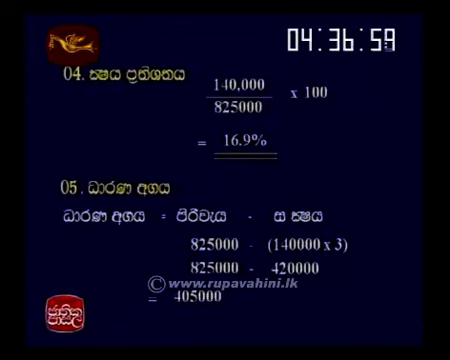 04:36:59
04. ක්ෂය ප්‍රතිශතය
140,000
825000
x 100
= 16.9%
05. ධාරණ අගය
ධාරණ අගය = පිරිවැය - ස ක්ෂය
825000 - (140000 x 3)
825000 - 420000
©www.rupavahini.lk
= 405000